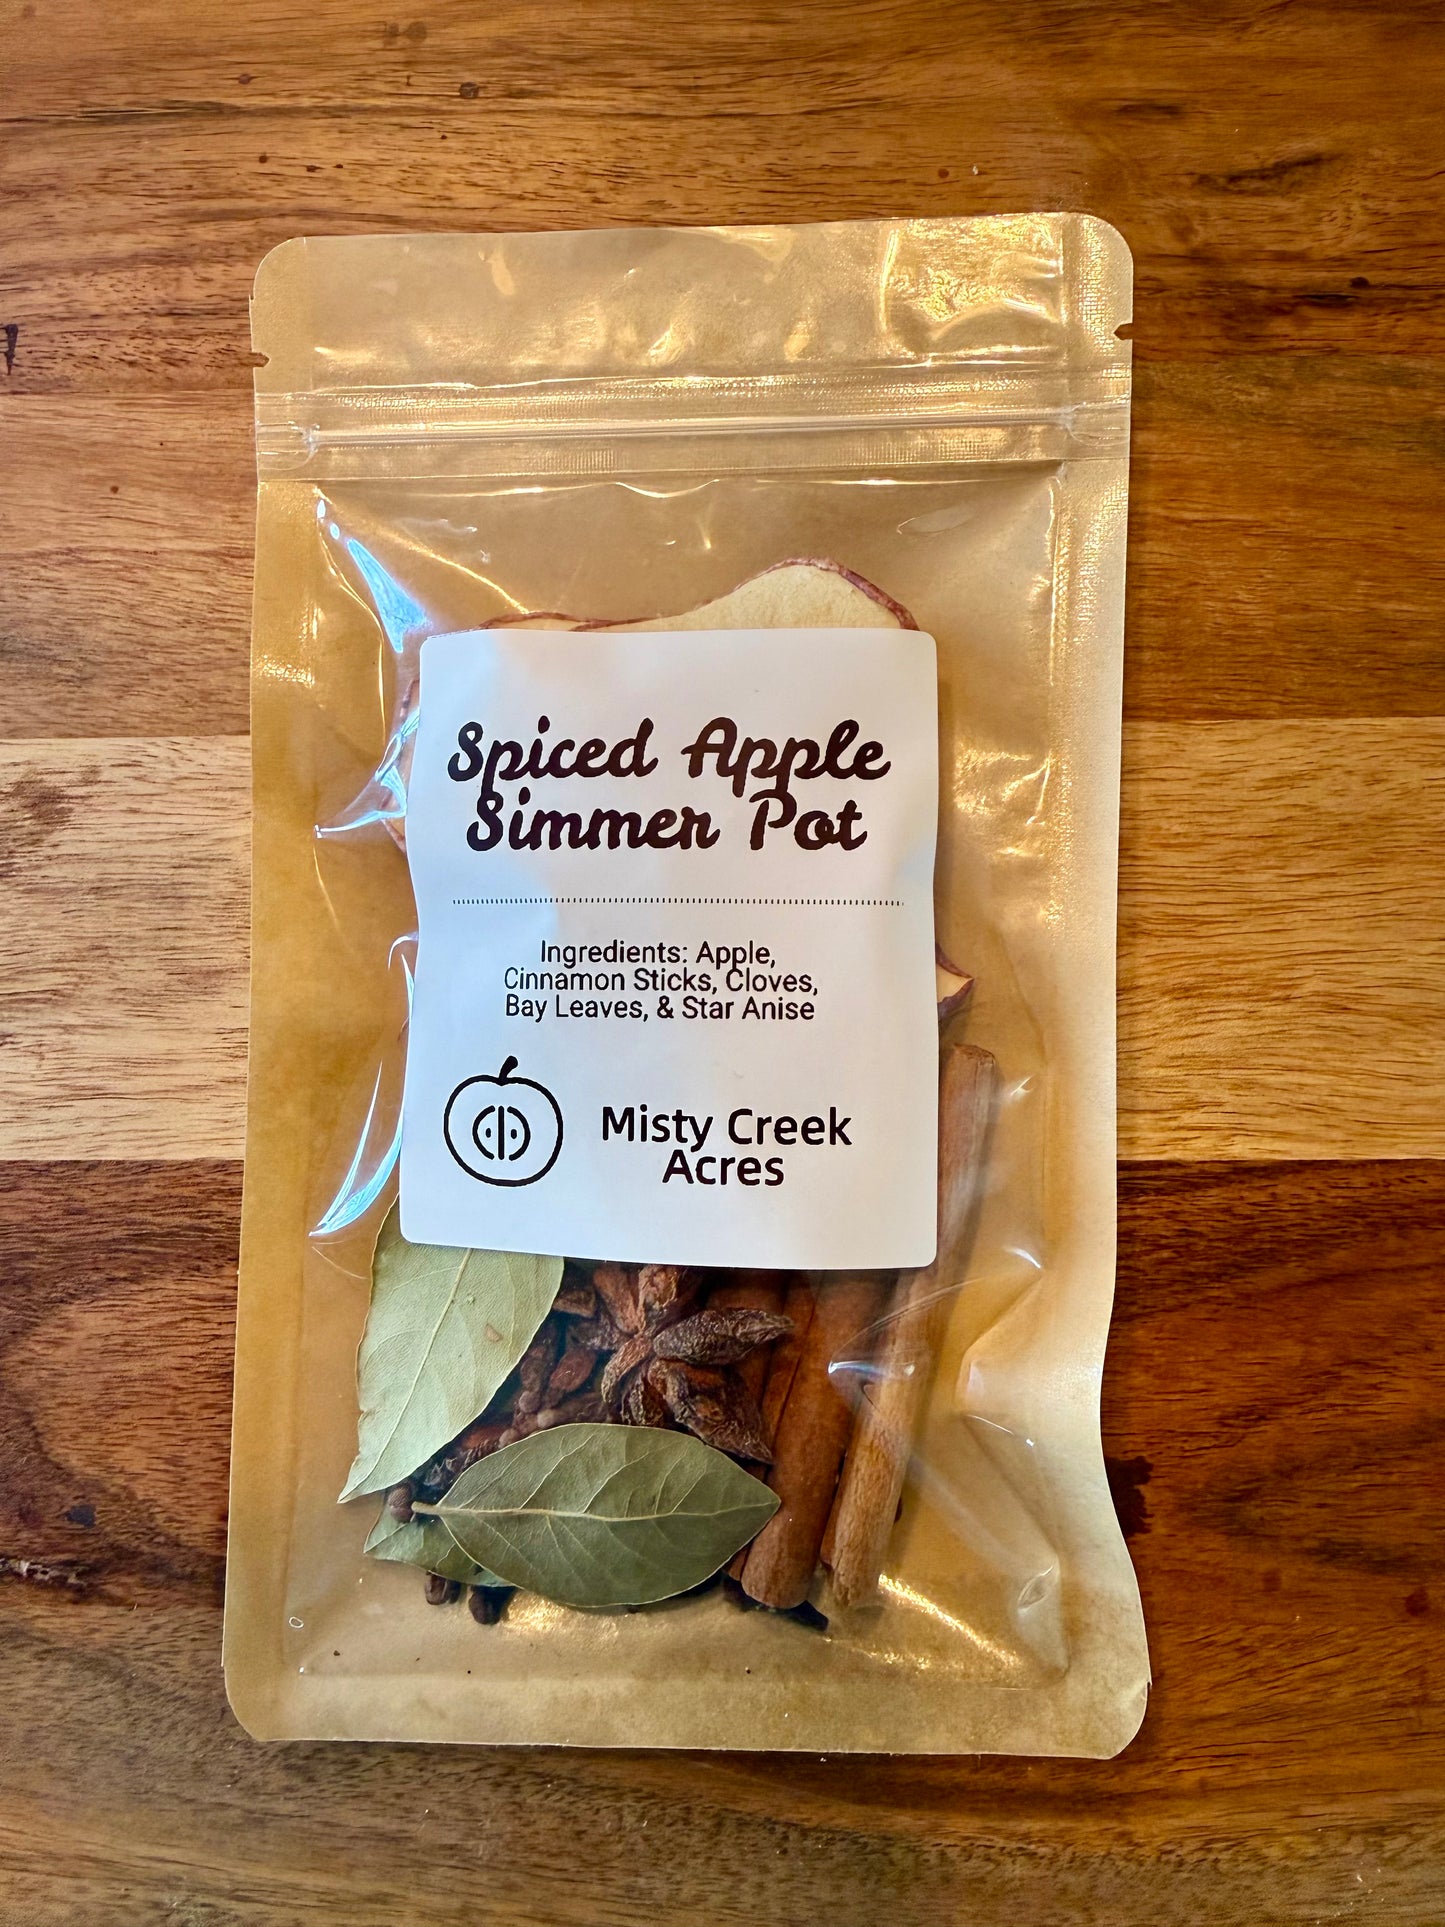 Spiced Apple
Simmer Pot
Ingredients: Apple,
Cinnamon Sticks, Cloves,
Bay Leaves, & Star Anise
Misty Creek
Acres